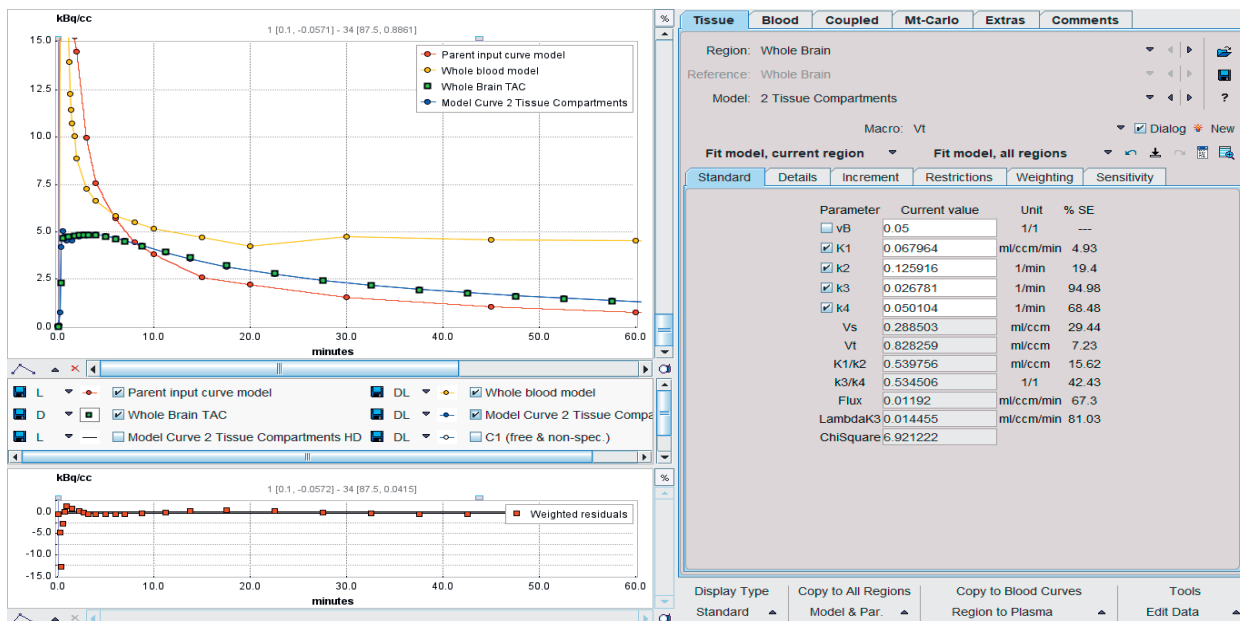 kBq/cc
1 [0.1, -0.0571] - 34 [87.5, 0.8861]
%
15.0
12.5
10.0
7.5
5.0
2.5
0.0
Parent input curve model
Whole blood model
Whole Brain TAC
Model Curve 2 Tissue Compartments
0.0 10.0 20.0 30.0 40.0 50.0 60.0
minutes
L Parent input curve model DL Whole blood model
D Whole Brain TAC DL Model Curve 2 Tissue Compa
L Model Curve 2 Tissue Compartments HD DL C1 (free & non-spec.)
kBq/cc
1 [0.1, -0.0572] - 34 [87.5, 0.0415]
%
0.0
-5.0
-10.0
-15.0
Weighted residuals
0.0 10.0 20.0 30.0 40.0 50.0 60.0
minutes
%
Tissue Blood Coupled Mt-Carlo Extras Comments
Region: Whole Brain
Reference: Whole Brain
Model: 2 Tissue Compartments ?
Macro: Vt Dialog New
Fit model, current region Fit model, all regions
Standard Details Increment Restrictions Weighting Sensitivity
Parameter Current value Unit % SE
vB 0.05 1/1 ---
K1 0.067964 ml/ccm/min 4.93
k2 0.125916 1/min 19.4
k3 0.026781 1/min 94.98
k4 0.050104 1/min 68.48
Vs 0.288503 ml/ccm 29.44
Vt 0.828259 ml/ccm 7.23
K1/k2 0.539756 ml/ccm 15.62
k3/k4 0.534506 1/1 42.43
Flux 0.01192 ml/ccm/min 67.3
LambdaK3 0.014455 ml/ccm/min 81.03
ChiSquare 6.921222
Display Type Copy to All Regions Copy to Blood Curves Tools
Standard Model & Par. Region to Plasma Edit Data